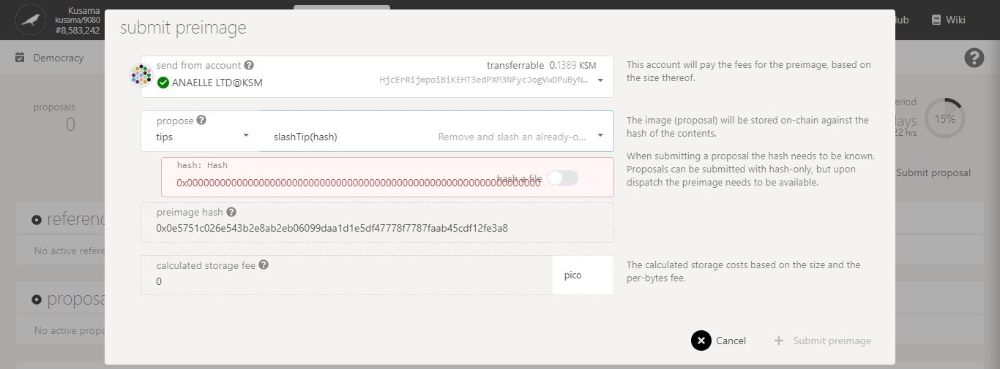 Kusama
kusama/9080
#8,583,242
Wiki
Democracy
submit preimage
send from account
transferrable 0.1389 KSM
ANAELLE LTD@KSM
HjcErRijmpoiBiKEHT3edPXM3NFycJogVwDPuByN…
This account will pay the fees for the preimage, based on
the size thereof.
proposals
0
propose
tips
slashTip(hash)
Remove and slash an already-o…
The image (proposal) will be stored on-chain against the
hash of the contents.
15%
22 hrs
hash: Hash
0x0000000000000000000000000000000000000000000000000000000000000000
hash a file
When submitting a proposal the hash needs to be known.
Proposals can be submitted with hash-only, but upon
dispatch the preimage needs to be available.
Submit proposal
preimage hash
0x0e5751c026e543b2e8ab2eb06099daa1d1e5df47778f7787faab45cdf12fe3a8
No active refere
calculated storage fee
0
pico
The calculated storage costs based on the size and the
per-bytes fee.
No active propo
Cancel
Submit preimage